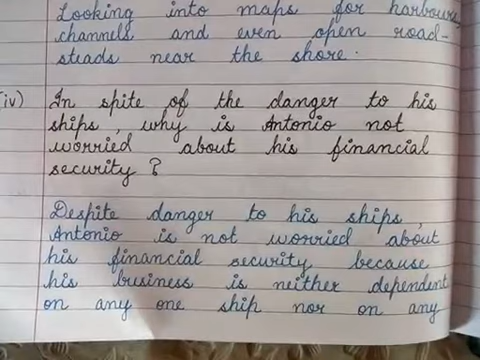 Looking into maps for harbours,
channels and even open road-
steads near the shore.
(iv) In spite of the danger to his
ships, why is Antonio not
worried about his financial
security?
Despite danger to his ships,
Antonio is not worried about
his financial security because
his business is neither dependent
on any one ship nor on any